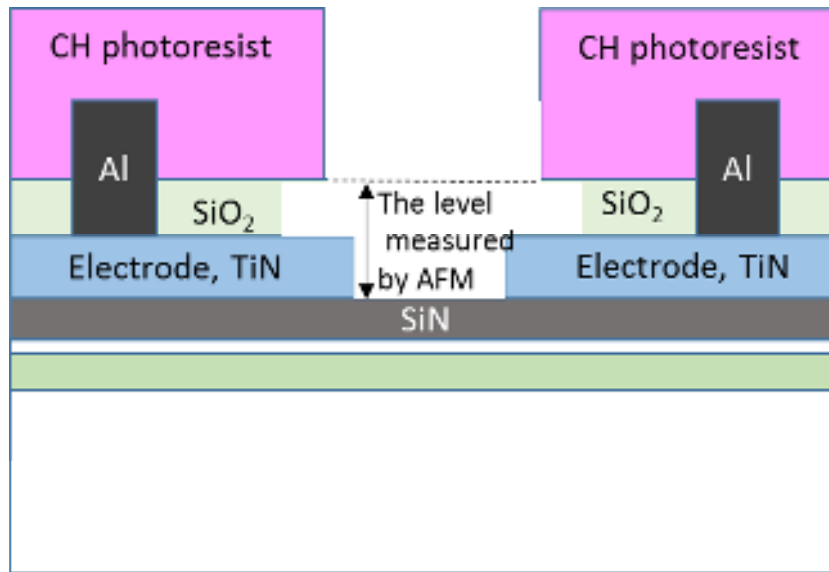 CH photoresist
CH photoresist
Al
Al
SiO₂
The level
measured
by AFM
SiO₂
Electrode, TiN
Electrode, TiN
SiN